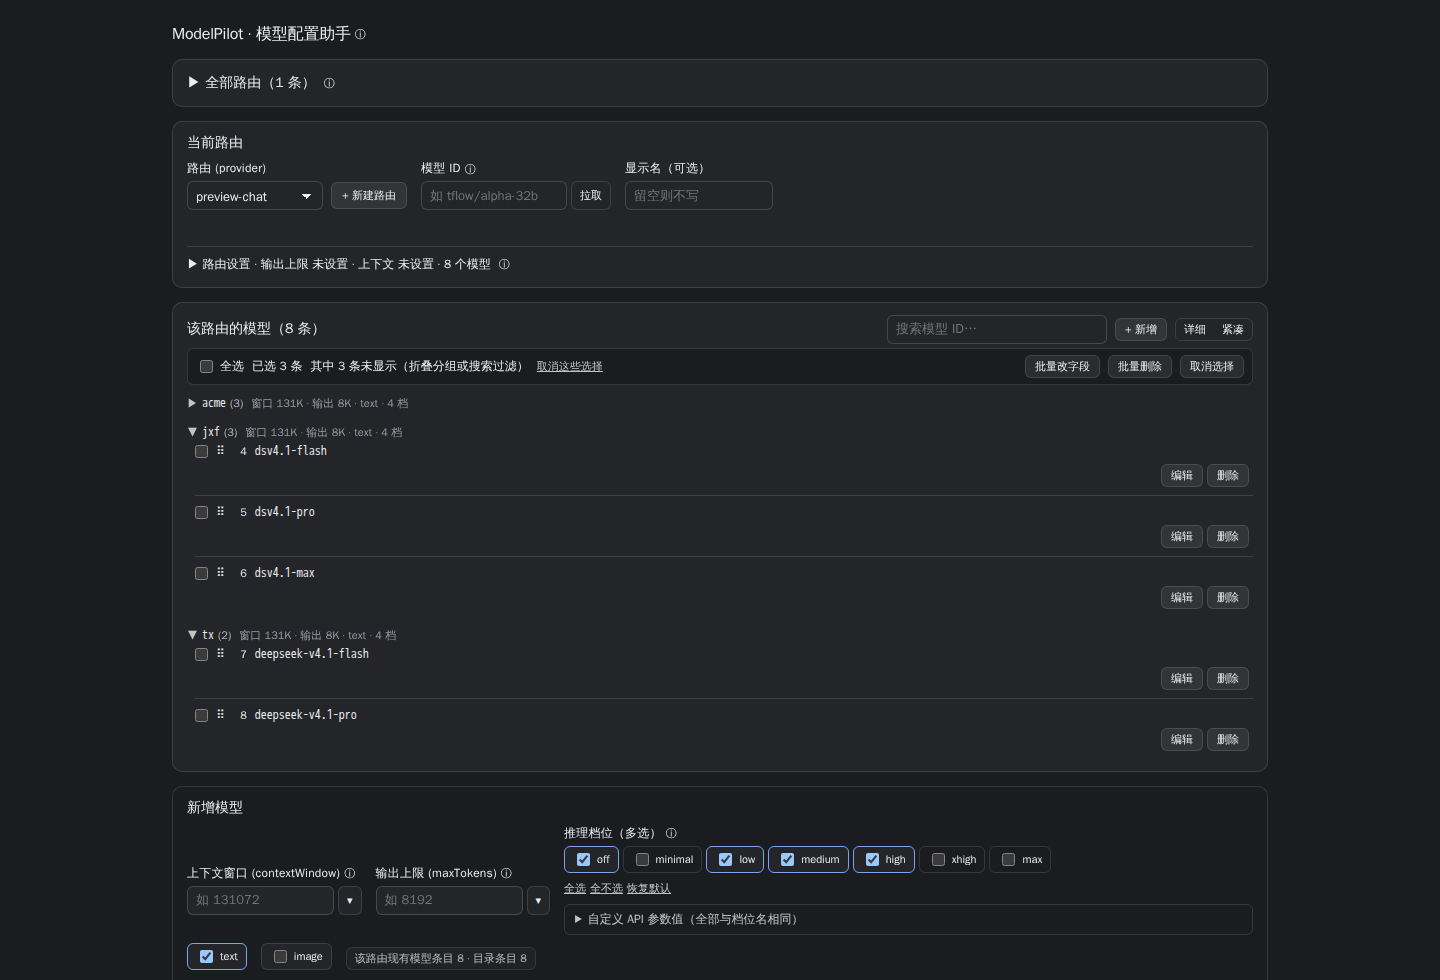 ModelPilot · 模型配置助手 ⓘ
▶ 全部路由（1 条） ⓘ
当前路由
路由 (provider) 模型 ID ⓘ 显示名（可选）
preview-chat + 新建路由 如 tflow/alpha-32b 拉取 留空则不写
▶ 路由设置 · 输出上限 未设置 · 上下文 未设置 · 8 个模型 ⓘ
该路由的模型（8 条） 搜索模型 ID… + 新增 详细 紧凑
全选 已选 3 条 其中 3 条未显示（折叠分组或搜索过滤） 取消这些选择 批量改字段 批量删除 取消选择
▶ acme (3) 窗口 131K · 输出 8K · text · 4 档
▼ jxf (3) 窗口 131K · 输出 8K · text · 4 档
4 dsv4.1-flash
编辑 删除
5 dsv4.1-pro
编辑 删除
6 dsv4.1-max
编辑 删除
▼ tx (2) 窗口 131K · 输出 8K · text · 4 档
7 deepseek-v4.1-flash
编辑 删除
8 deepseek-v4.1-pro
编辑 删除
新增模型
推理档位（多选） ⓘ
off minimal low medium high xhigh max
上下文窗口 (contextWindow) ⓘ 输出上限 (maxTokens) ⓘ
全选 全不选 恢复默认
如 131072 ▾ 如 8192 ▾
▶ 自定义 API 参数值（全部与档位名相同）
text image 该路由现有模型条目 8 · 目录条目 8